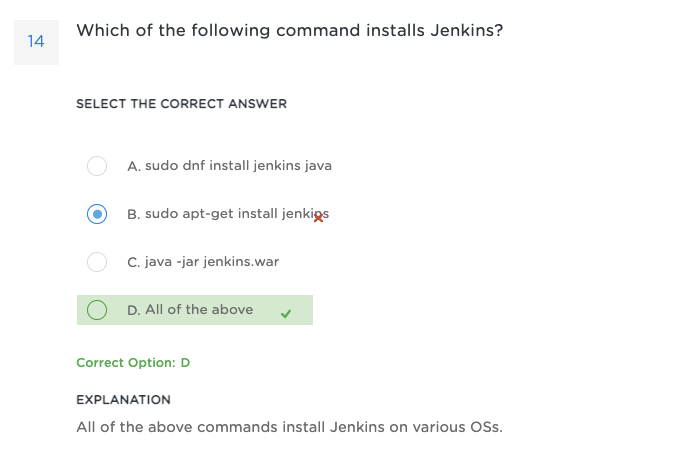 14
Which of the following command installs Jenkins?
SELECT THE CORRECT ANSWER
A. sudo dnf install jenkins java
B. sudo apt-get install jenkins
C. java -jar jenkins.war
D. All of the above
Correct Option: D
EXPLANATION
All of the above commands install Jenkins on various OSs.